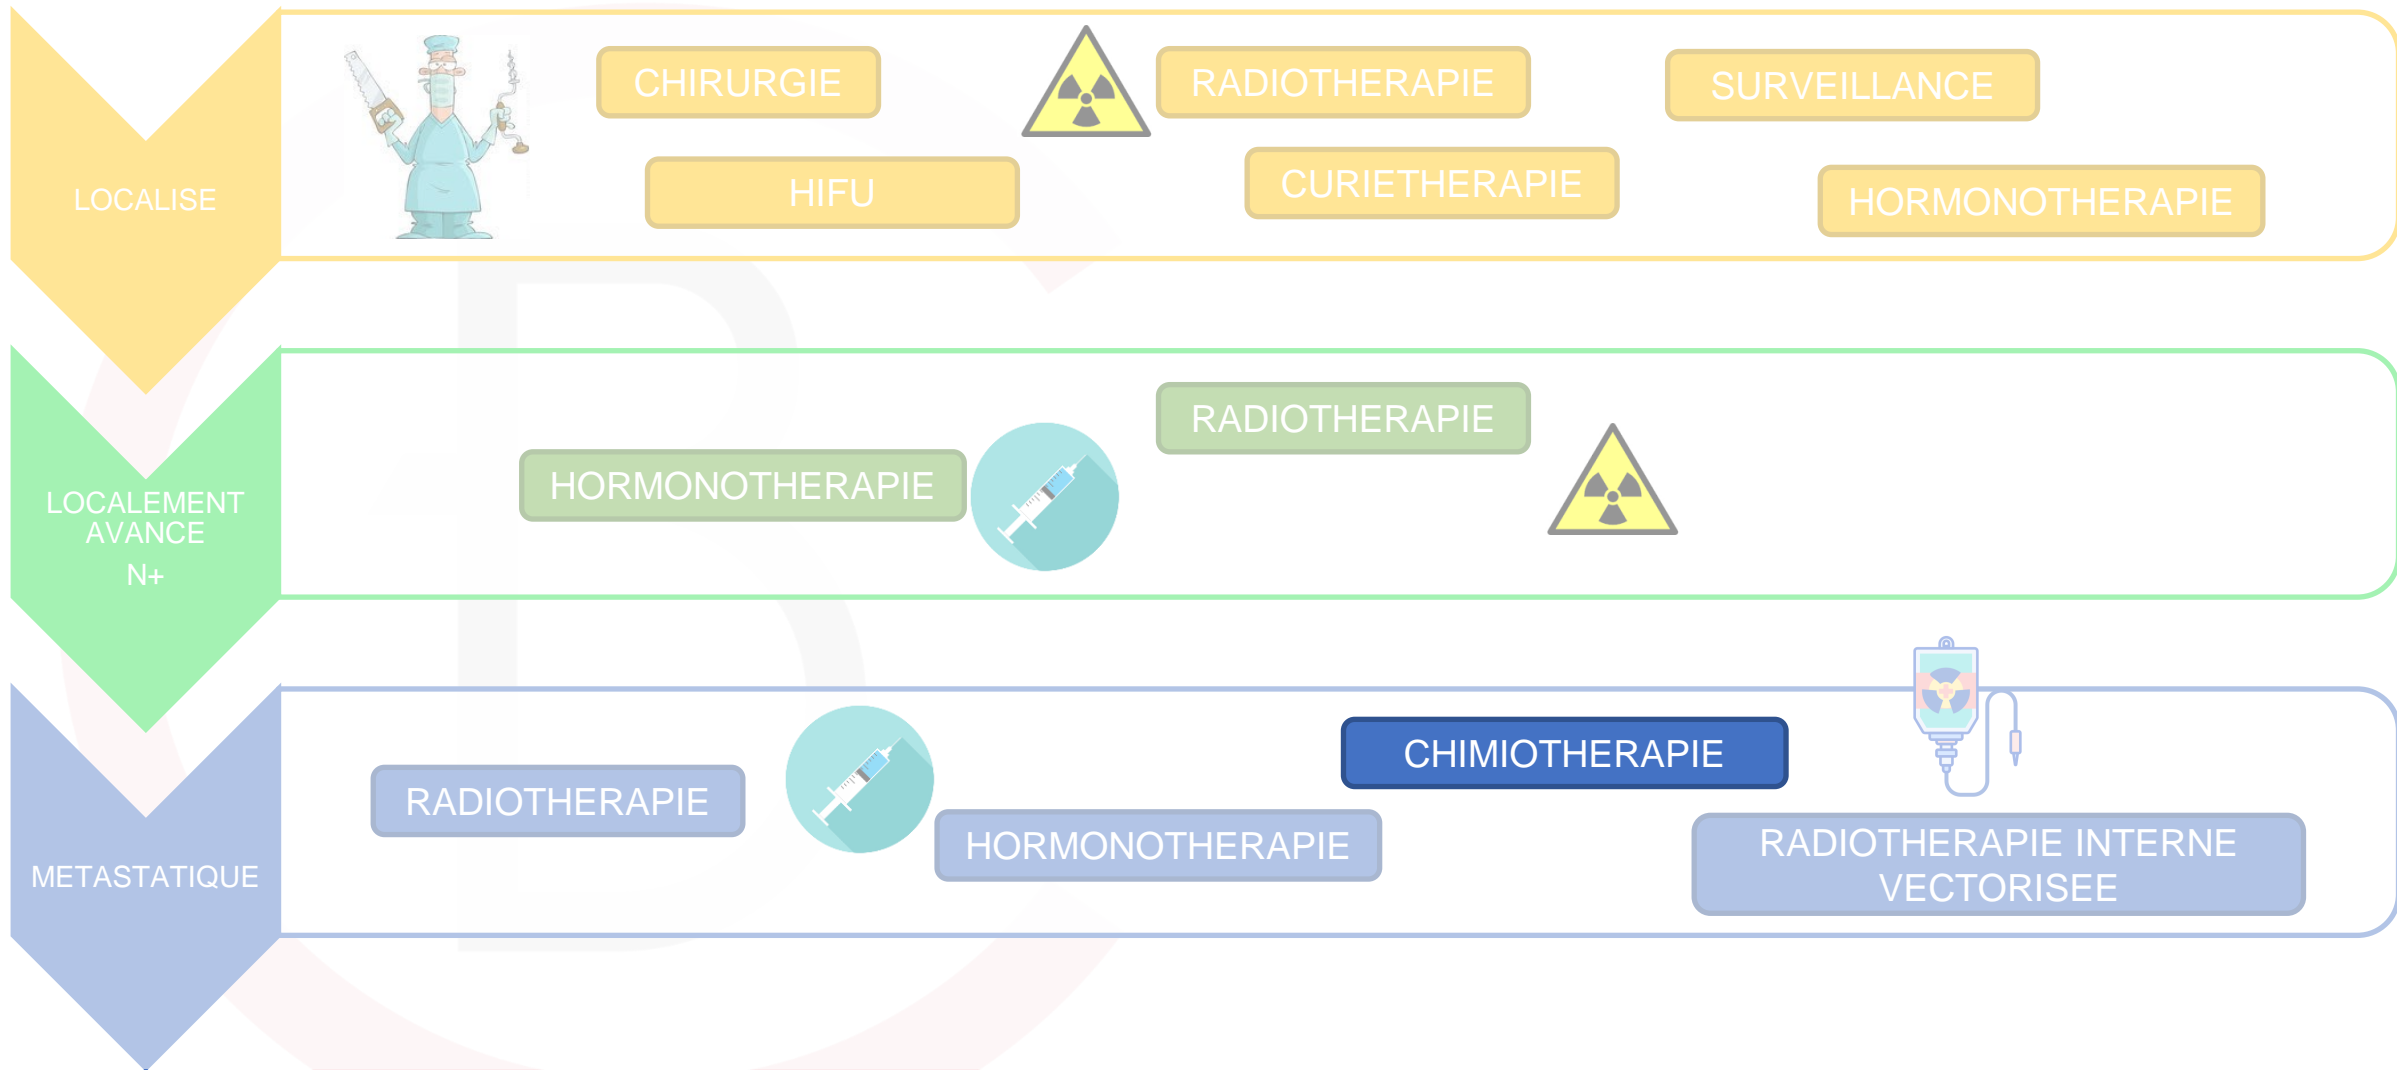 LOCALISE
CHIRURGIE
RADIOTHERAPIE
SURVEILLANCE
HIFU
CURIETHERAPIE
HORMONOTHERAPIE
LOCALEMENT
AVANCE
N+
RADIOTHERAPIE
HORMONOTHERAPIE
METASTATIQUE
CHIMIOTHERAPIE
RADIOTHERAPIE
HORMONOTHERAPIE
RADIOTHERAPIE INTERNE
VECTORISEE